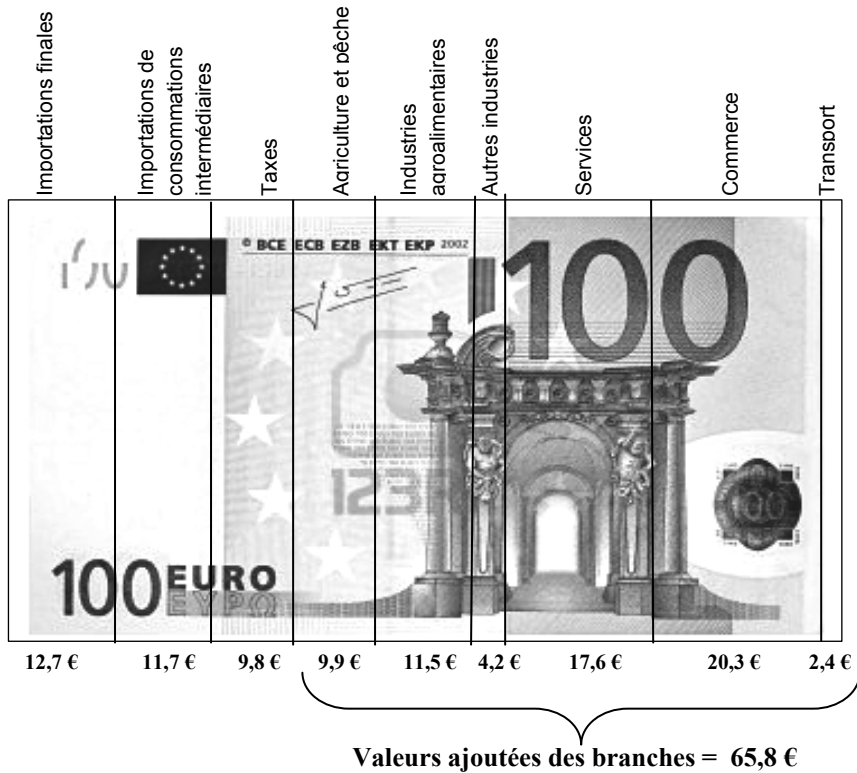 Importations finales
Importations de
consommations
intermédiaires
Taxes
Agriculture et pêche
Industries
agroalimentaires
Autres industries
Services
Commerce
Transport
© BCE ECB EZB EKT EKP 2002
100
100 EURO
ΕΥΡΩ
12,7 €
11,7 €
9,8 €
9,9 €
11,5 €
4,2 €
17,6 €
20,3 €
2,4 €
Valeurs ajoutées des branches = 65,8 €